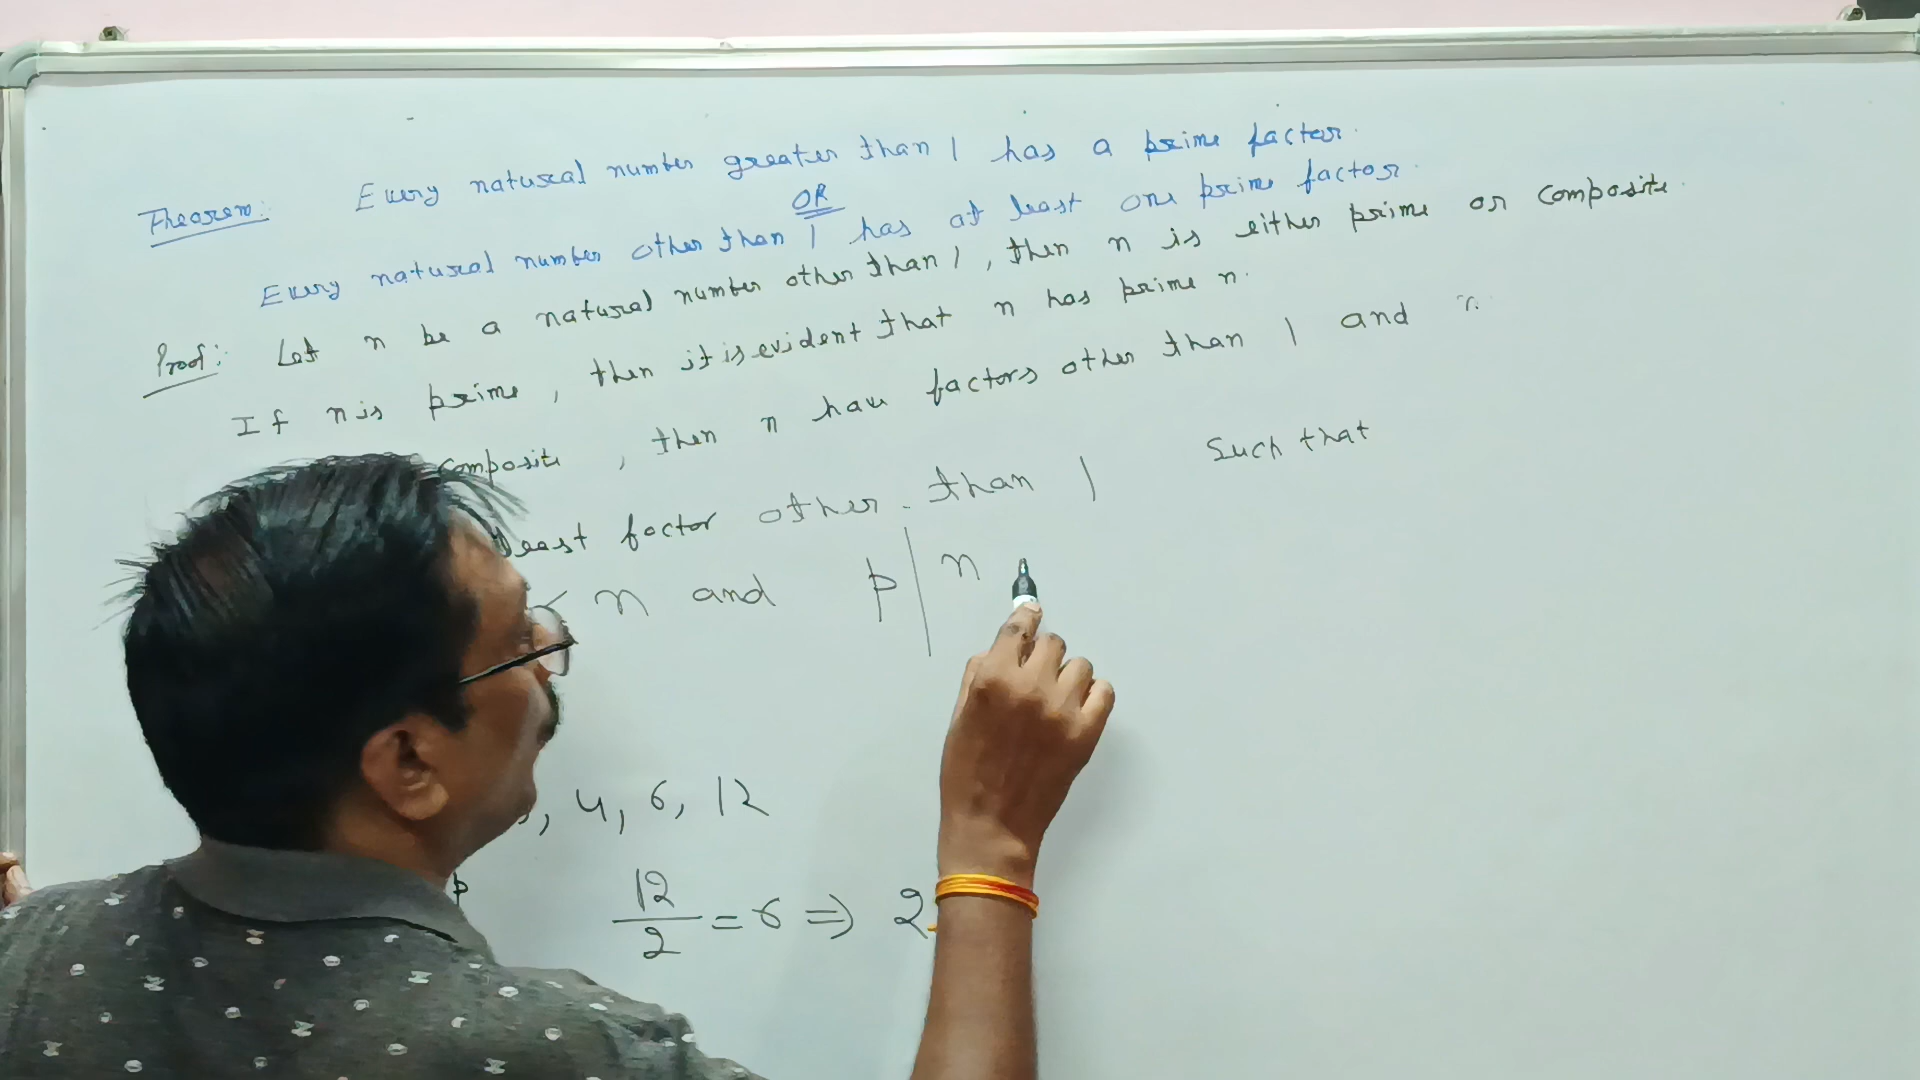 Theorem: Every natural number greater than 1 has a prime factor.
OR
Every natural number other than 1 has at least one prime factor.
Proof: Let n be a natural number other than 1, then n is either prime or composite.
If n is prime, then it is evident that n has prime n.
composite, then n have factors other than 1 and n.
least factor other than 1 Such that
< n and p | n
, 4, 6, 12
p 12/2 = 6 ⇒ 2